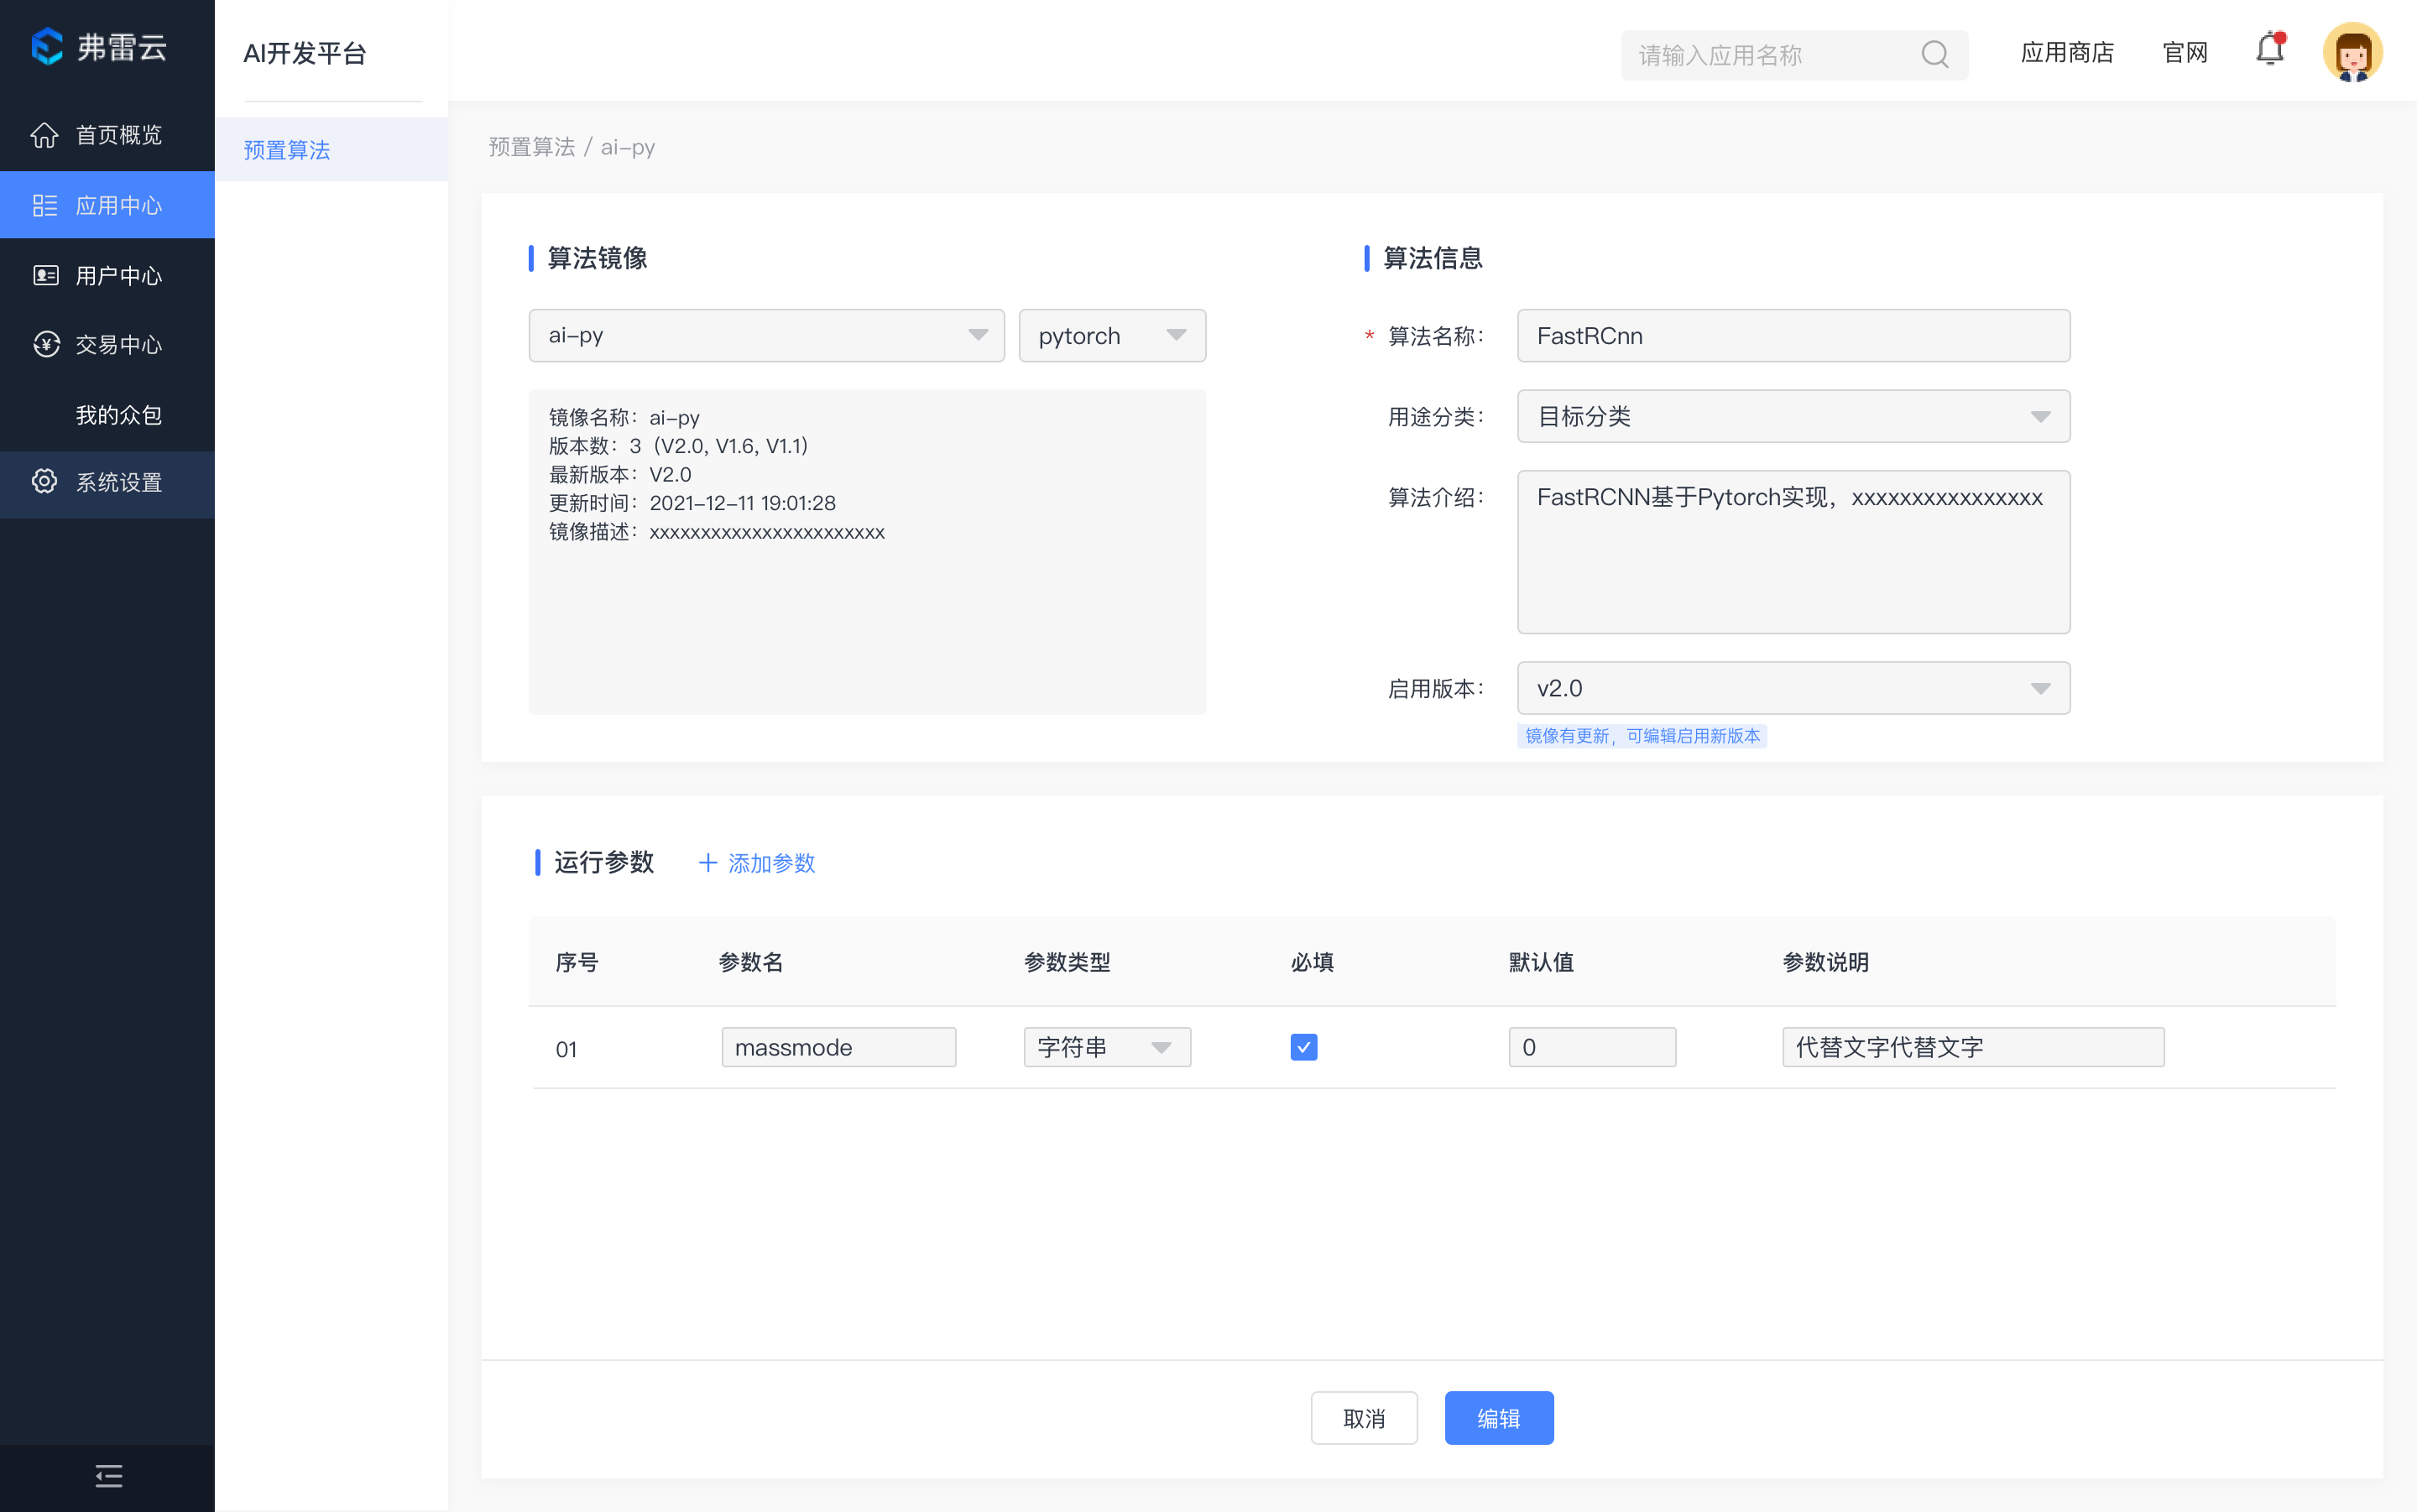 弗雷云
首页概览
应用中心
用户中心
交易中心
我的众包
系统设置
AI开发平台
预置算法
请输入应用名称
应用商店
官网
预置算法 / ai-py
算法镜像
ai-py
pytorch
镜像名称：ai-py
版本数：3（V2.0, V1.6, V1.1）
最新版本：V2.0
更新时间：2021-12-11 19:01:28
镜像描述：xxxxxxxxxxxxxxxxxxxxxxx
算法信息
* 算法名称： FastRCnn
用途分类： 目标分类
算法介绍： FastRCNN基于Pytorch实现，xxxxxxxxxxxxxxxx
启用版本： v2.0
镜像有更新，可编辑启用新版本
运行参数
添加参数
序号 参数名 参数类型 必填 默认值 参数说明
01 massmode 字符串 0 代替文字代替文字
取消
编辑